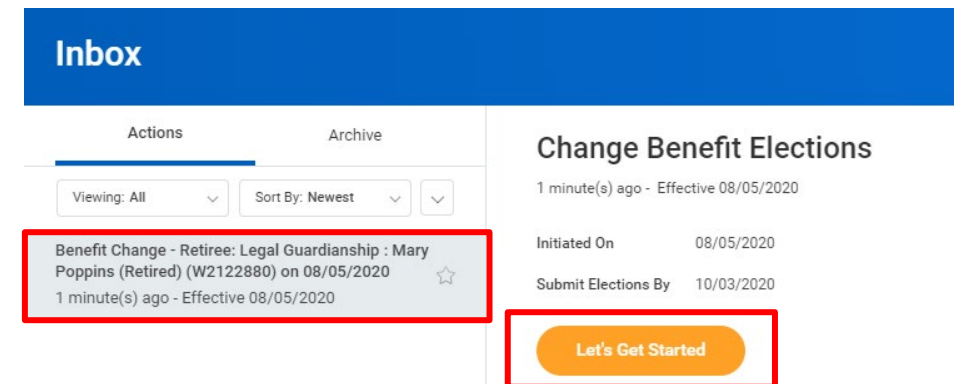 Inbox
Actions Archive
Viewing: All Sort By: Newest
Benefit Change - Retiree: Legal Guardianship : Mary
Poppins (Retired) (W2122880) on 08/05/2020
1 minute(s) ago - Effective 08/05/2020
Change Benefit Elections
1 minute(s) ago - Effective 08/05/2020
Initiated On 08/05/2020
Submit Elections By 10/03/2020
Let's Get Started